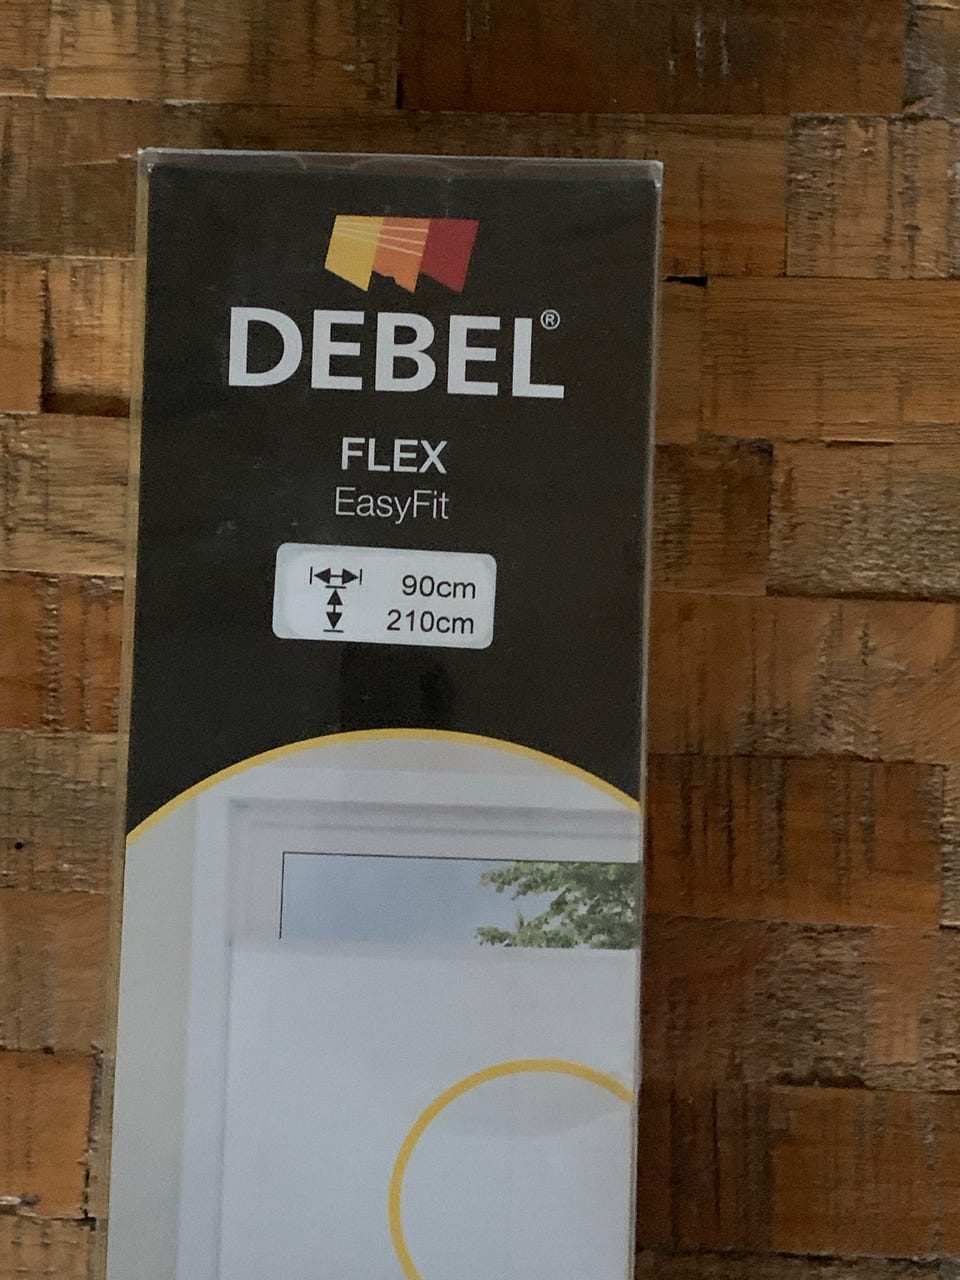 DEBEL®
FLEX
EasyFit
90cm
210cm